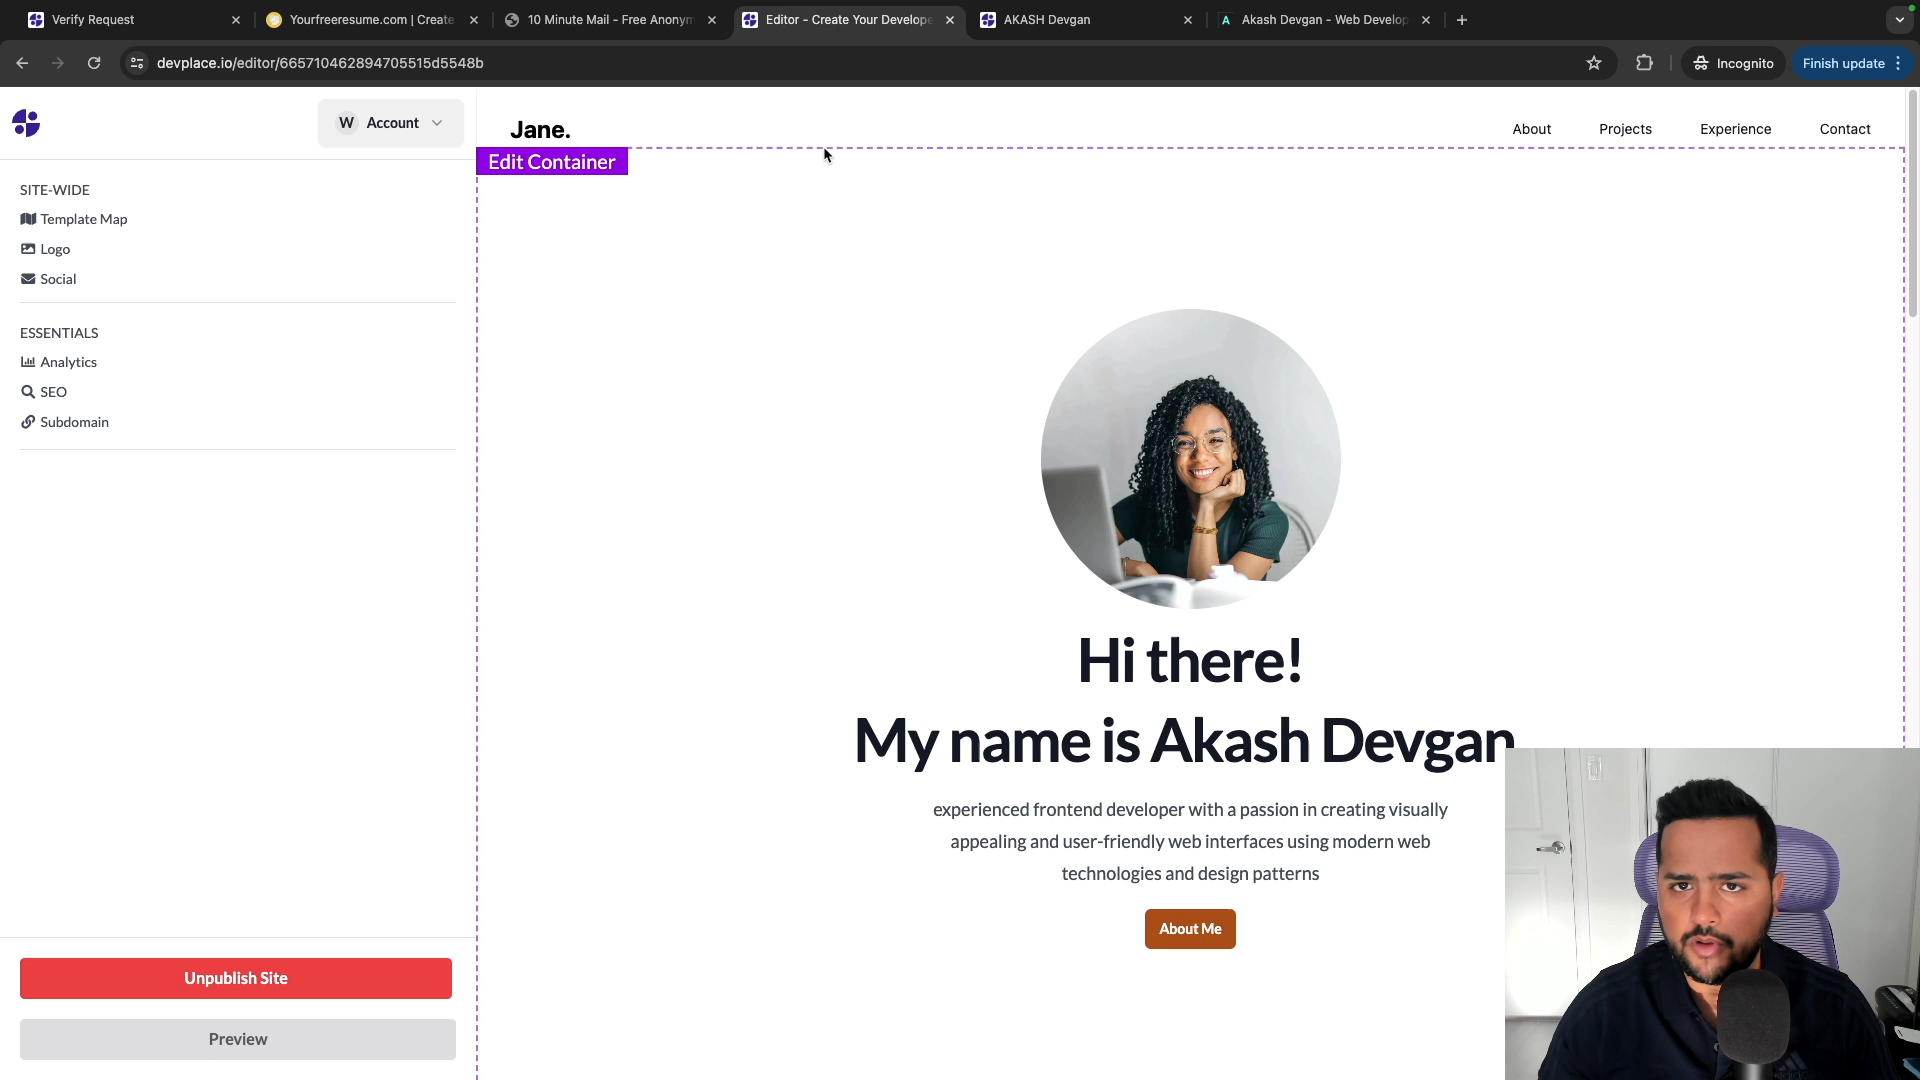 Verify Request
Yourfreeresume.com | Create
10 Minute Mail - Free Anonym
Editor - Create Your Develope
AKASH Devgan
A Akash Devgan - Web Develop
devplace.io/editor/665710462894705515d5548b
Incognito
Finish update
W Account
Jane.
About
Projects
Experience
Contact
Edit Container
SITE-WIDE
Template Map
Logo
Social
ESSENTIALS
Analytics
SEO
Subdomain
Hi there!
My name is Akash Devgan
experienced frontend developer with a passion in creating visually
appealing and user-friendly web interfaces using modern web
technologies and design patterns
About Me
Unpublish Site
Preview